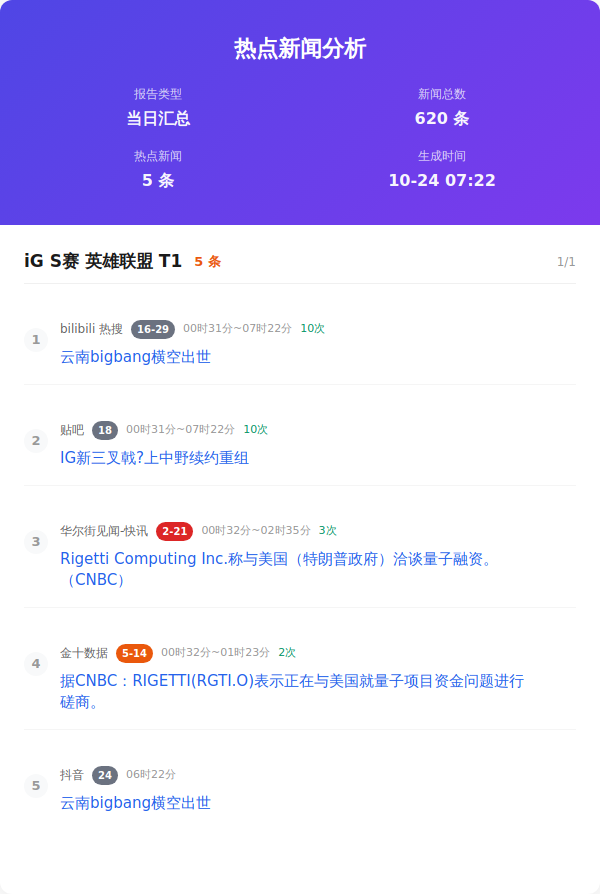 热点新闻分析
报告类型
当日汇总
新闻总数
620 条
热点新闻
5 条
生成时间
10-24 07:22
iG S赛 英雄联盟 T1 5 条 1/1
1
bilibili 热搜 16-29 00时31分~07时22分 10次
云南bigbang横空出世
2
贴吧 18 00时31分~07时22分 10次
IG新三叉戟?上中野续约重组
3
华尔街见闻-快讯 2-21 00时32分~02时35分 3次
Rigetti Computing Inc.称与美国（特朗普政府）洽谈量子融资。
（CNBC）
4
金十数据 5-14 00时32分~01时23分 2次
据CNBC：RIGETTI(RGTI.O)表示正在与美国就量子项目资金问题进行
磋商。
5
抖音 24 06时22分
云南bigbang横空出世